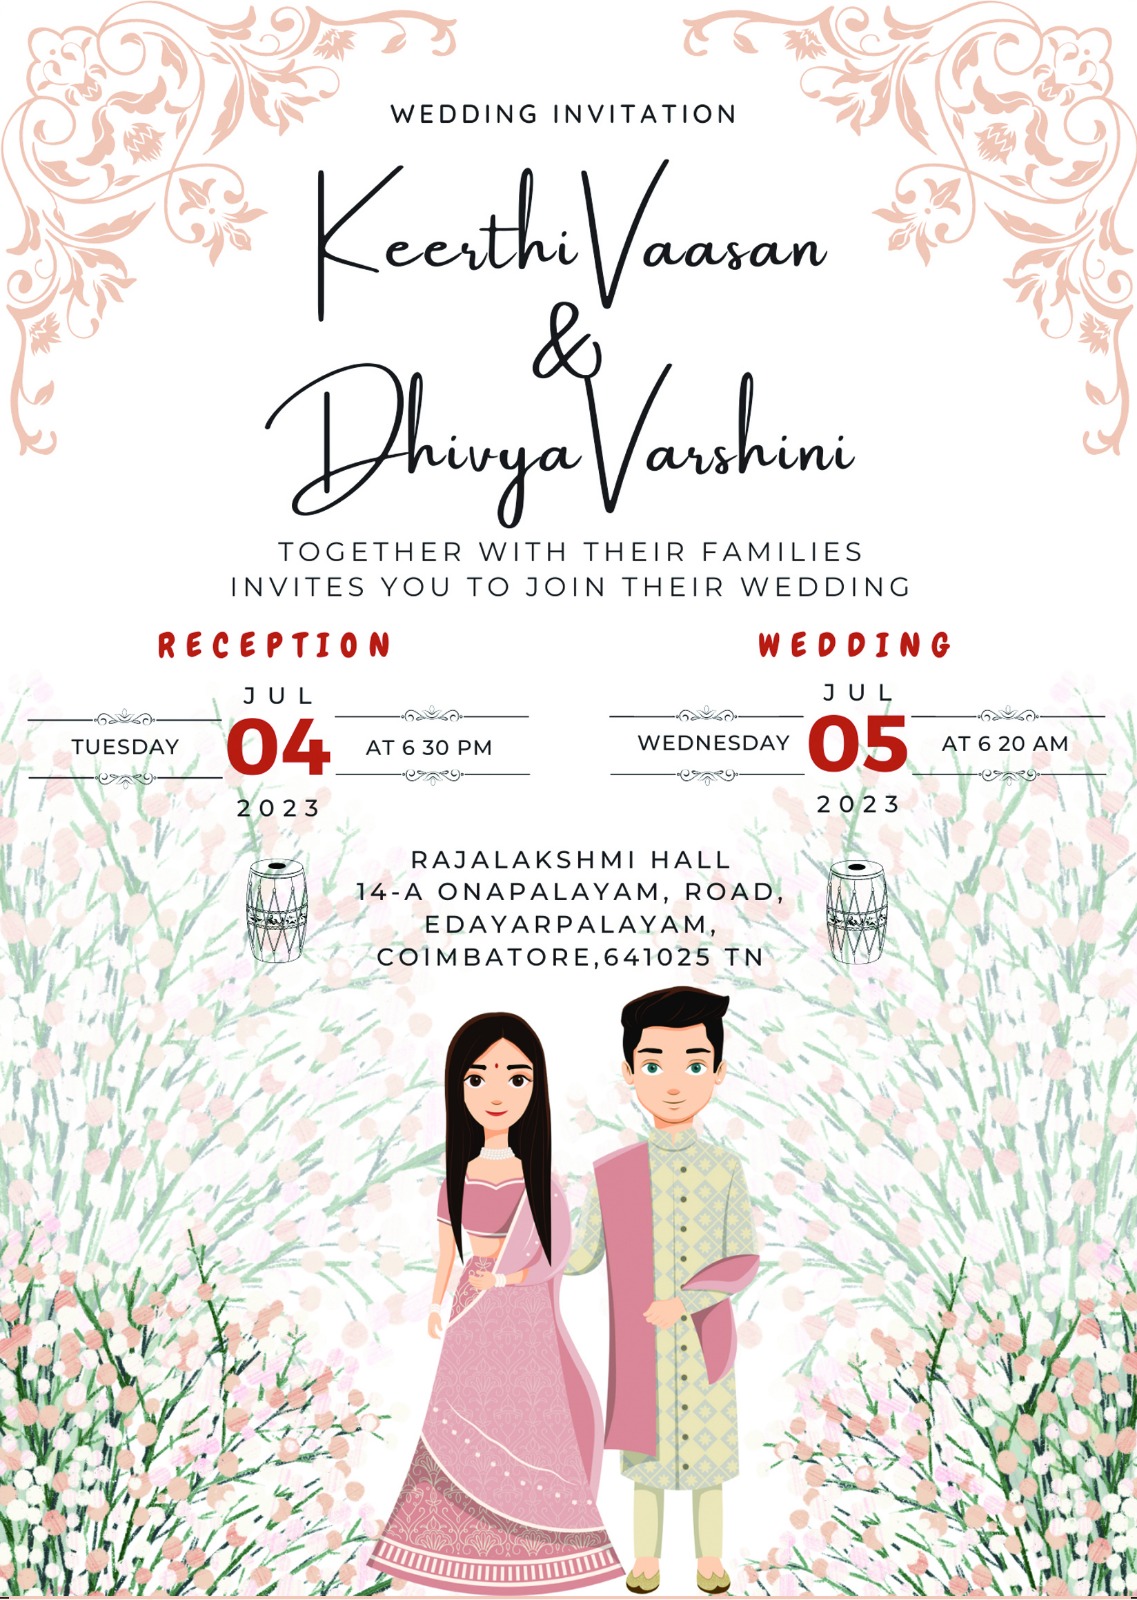 WEDDING INVITATION
Keerthi Vaasan
&
Dhivya Varshini
TOGETHER WITH THEIR FAMILIES
INVITES YOU TO JOIN THEIR WEDDING
RECEPTION
JUL
TUESDAY 04 AT 6 30 PM
2023
WEDDING
JUL
WEDNESDAY 05 AT 6 20 AM
2023
RAJALAKSHMI HALL
14-A ONAPALAYAM, ROAD,
EDAYARPALAYAM,
COIMBATORE,641025 TN